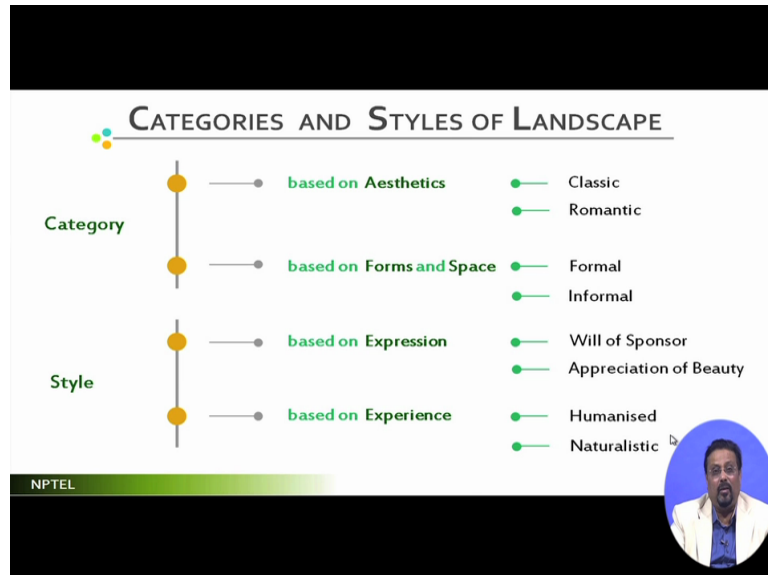 CATEGORIES AND STYLES OF LANDSCAPE
Category
based on Aesthetics
Classic
Romantic
based on Forms and Space
Formal
Informal
Style
based on Expression
Will of Sponsor
Appreciation of Beauty
based on Experience
Humanised
Naturalistic
NPTEL